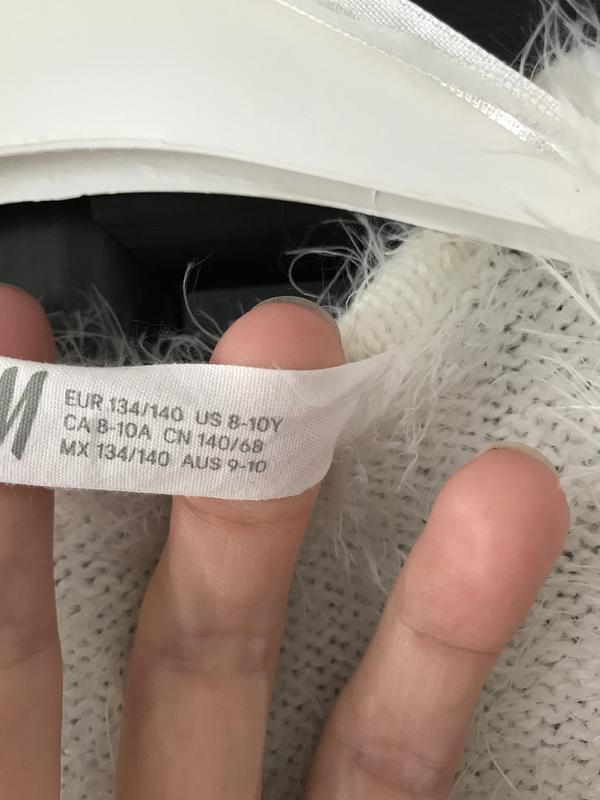 M
EUR 134/140 US 8-10Y
CA 8-10A CN 140/68
MX 134/140 AUS 9-10